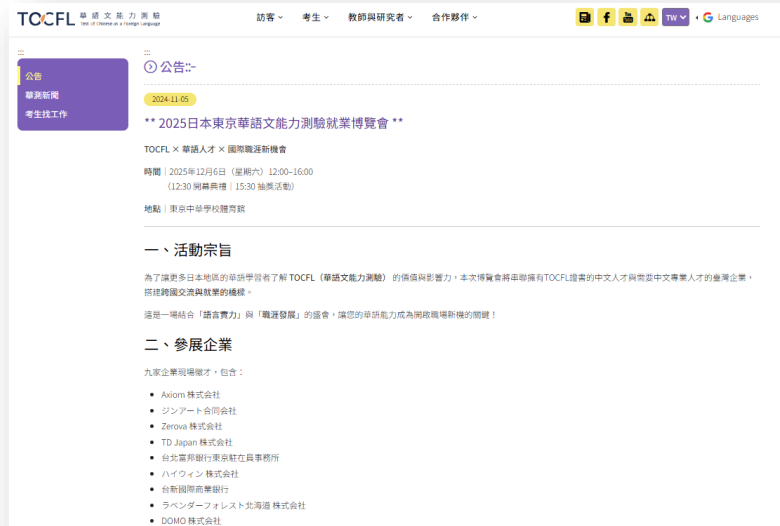 TOCFL 華語文能力測驗
Test of Chinese as a Foreign Language
訪客
考生
教師與研究者
合作夥伴
TW
Languages
:::
公告
華測新聞
考生找工作
:::
公告::-
2024-11-05
** 2025日本東京華語文能力測驗就業博覽會 **
TOCFL × 華語人才 × 國際職涯新機會
時間｜2025年12月6日（星期六）12:00–16:00
（12:30 開幕典禮｜15:30 抽獎活動）
地點｜東京中華學校體育館
一、活動宗旨
為了讓更多日本地區的華語學習者了解 TOCFL（華語文能力測驗） 的價值與影響力，本次博覽會將串聯擁有TOCFL證書的中文人才與需要中文專業人才的臺灣企業，
搭建跨國交流與就業的橋樑。
這是一場結合「語言實力」與「職涯發展」的盛會，讓您的華語能力成為開啟職場新機的關鍵！
二、參展企業
九家企業現場徵才，包含：
• Axiom 株式会社
• ジンアート合同会社
• Zerova 株式会社
• TD Japan 株式会社
• 台北富邦銀行東京駐在員事務所
• ハイウィン 株式会社
• 台新國際商業銀行
• ラベンダーフォレスト北海道 株式会社
• DOMO 株式会社